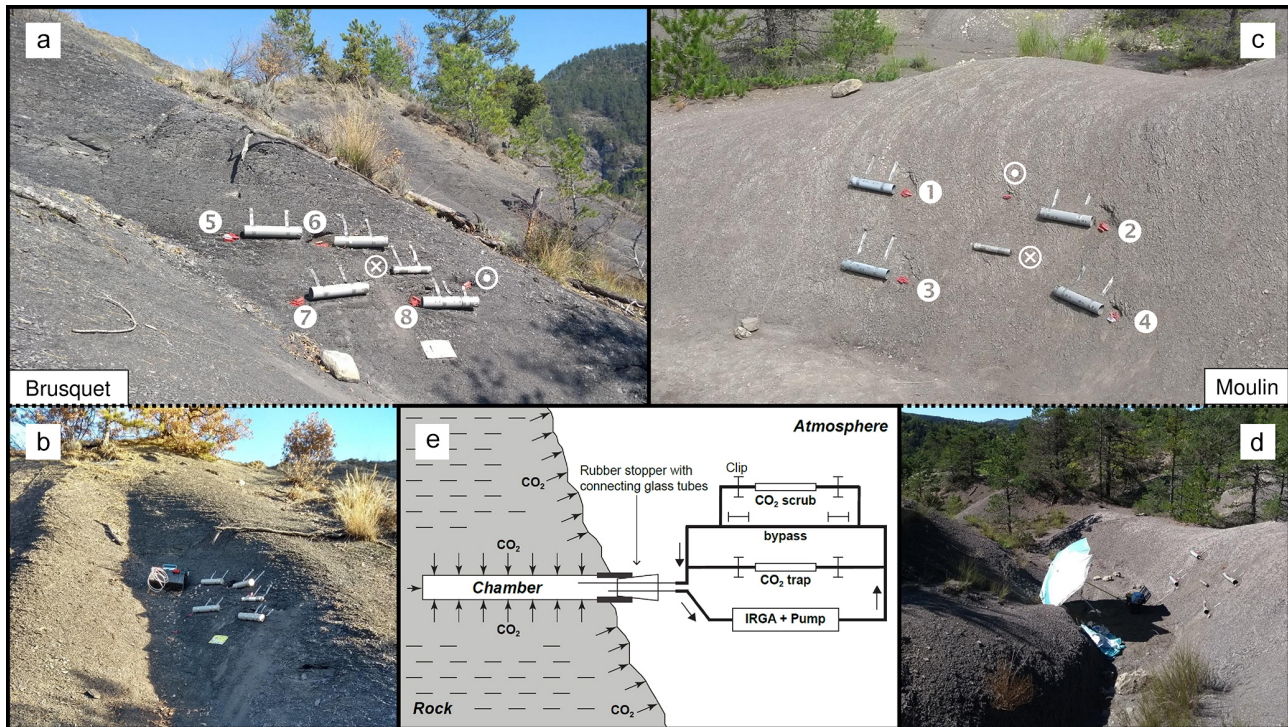 a
5
6
⊗
⊙
7
8
Brusquet
c
⊙
1
2
⊗
3
4
Moulin
b
e
Atmosphere
Rubber stopper with
connecting glass tubes
Clip
CO₂
CO₂ scrub
bypass
CO₂
CO₂ trap
Chamber
IRGA + Pump
CO₂
CO₂
Rock
d